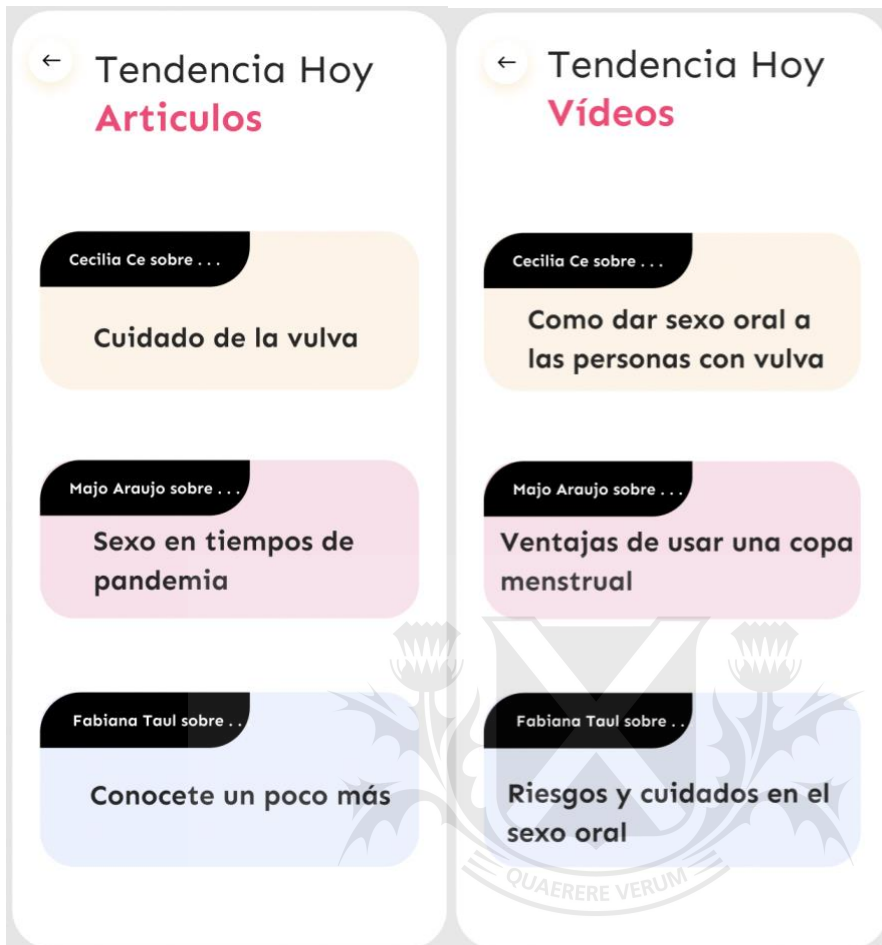 ← Tendencia Hoy
Articulos
Cecilia Ce sobre . . .
Cuidado de la vulva
Majo Araujo sobre . . .
Sexo en tiempos de
pandemia
Fabiana Taul sobre . .
Conocete un poco más
← Tendencia Hoy
Vídeos
Cecilia Ce sobre . . .
Como dar sexo oral a
las personas con vulva
Majo Araujo sobre . . .
Ventajas de usar una copa
menstrual
Fabiana Taul sobre . .
Riesgos y cuidados en el
sexo oral
QUAERERE VERUM